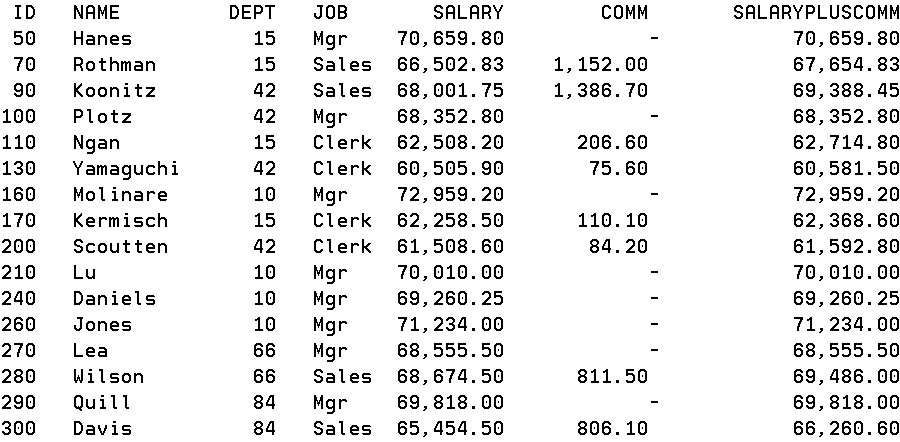 ID NAME DEPT JOB SALARY COMM SALARYPLUSCOMM
50 Hanes 15 Mgr 70,659.80 - 70,659.80
70 Rothman 15 Sales 66,502.83 1,152.00 67,654.83
90 Koonitz 42 Sales 68,001.75 1,386.70 69,388.45
100 Plotz 42 Mgr 68,352.80 - 68,352.80
110 Ngan 15 Clerk 62,508.20 206.60 62,714.80
130 Yamaguchi 42 Clerk 60,505.90 75.60 60,581.50
160 Molinare 10 Mgr 72,959.20 - 72,959.20
170 Kermisch 15 Clerk 62,258.50 110.10 62,368.60
200 Scoutten 42 Clerk 61,508.60 84.20 61,592.80
210 Lu 10 Mgr 70,010.00 - 70,010.00
240 Daniels 10 Mgr 69,260.25 - 69,260.25
260 Jones 10 Mgr 71,234.00 - 71,234.00
270 Lea 66 Mgr 68,555.50 - 68,555.50
280 Wilson 66 Sales 68,674.50 811.50 69,486.00
290 Quill 84 Mgr 69,818.00 - 69,818.00
300 Davis 84 Sales 65,454.50 806.10 66,260.60